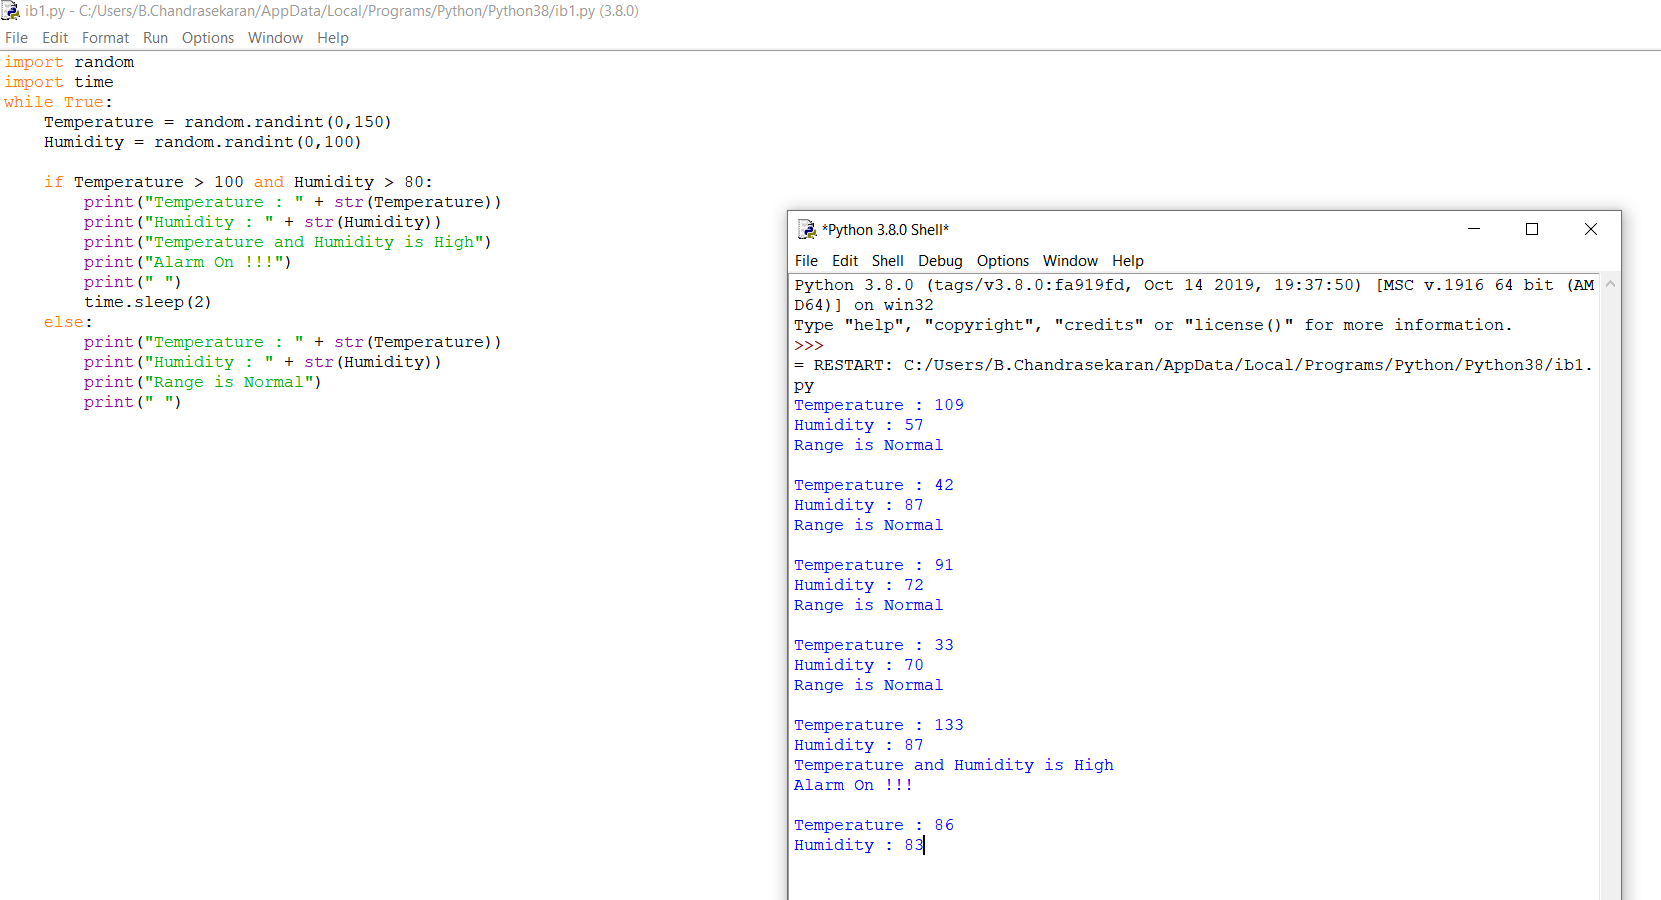 ib1.py - C:/Users/B.Chandrasekaran/AppData/Local/Programs/Python/Python38/ib1.py (3.8.0)
File Edit Format Run Options Window Help
import random
import time
while True:
    Temperature = random.randint(0,150)
    Humidity = random.randint(0,100)

    if Temperature > 100 and Humidity > 80:
        print("Temperature : " + str(Temperature))
        print("Humidity : " + str(Humidity))
        print("Temperature and Humidity is High")
        print("Alarm On !!!")
        print(" ")
        time.sleep(2)
    else:
        print("Temperature : " + str(Temperature))
        print("Humidity : " + str(Humidity))
        print("Range is Normal")
        print(" ")
*Python 3.8.0 Shell*
File Edit Shell Debug Options Window Help
Python 3.8.0 (tags/v3.8.0:fa919fd, Oct 14 2019, 19:37:50) [MSC v.1916 64 bit (AM
D64)] on win32
Type "help", "copyright", "credits" or "license()" for more information.
>>>
= RESTART: C:/Users/B.Chandrasekaran/AppData/Local/Programs/Python/Python38/ib1.
py
Temperature : 109
Humidity : 57
Range is Normal

Temperature : 42
Humidity : 87
Range is Normal

Temperature : 91
Humidity : 72
Range is Normal

Temperature : 33
Humidity : 70
Range is Normal

Temperature : 133
Humidity : 87
Temperature and Humidity is High
Alarm On !!!

Temperature : 86
Humidity : 83